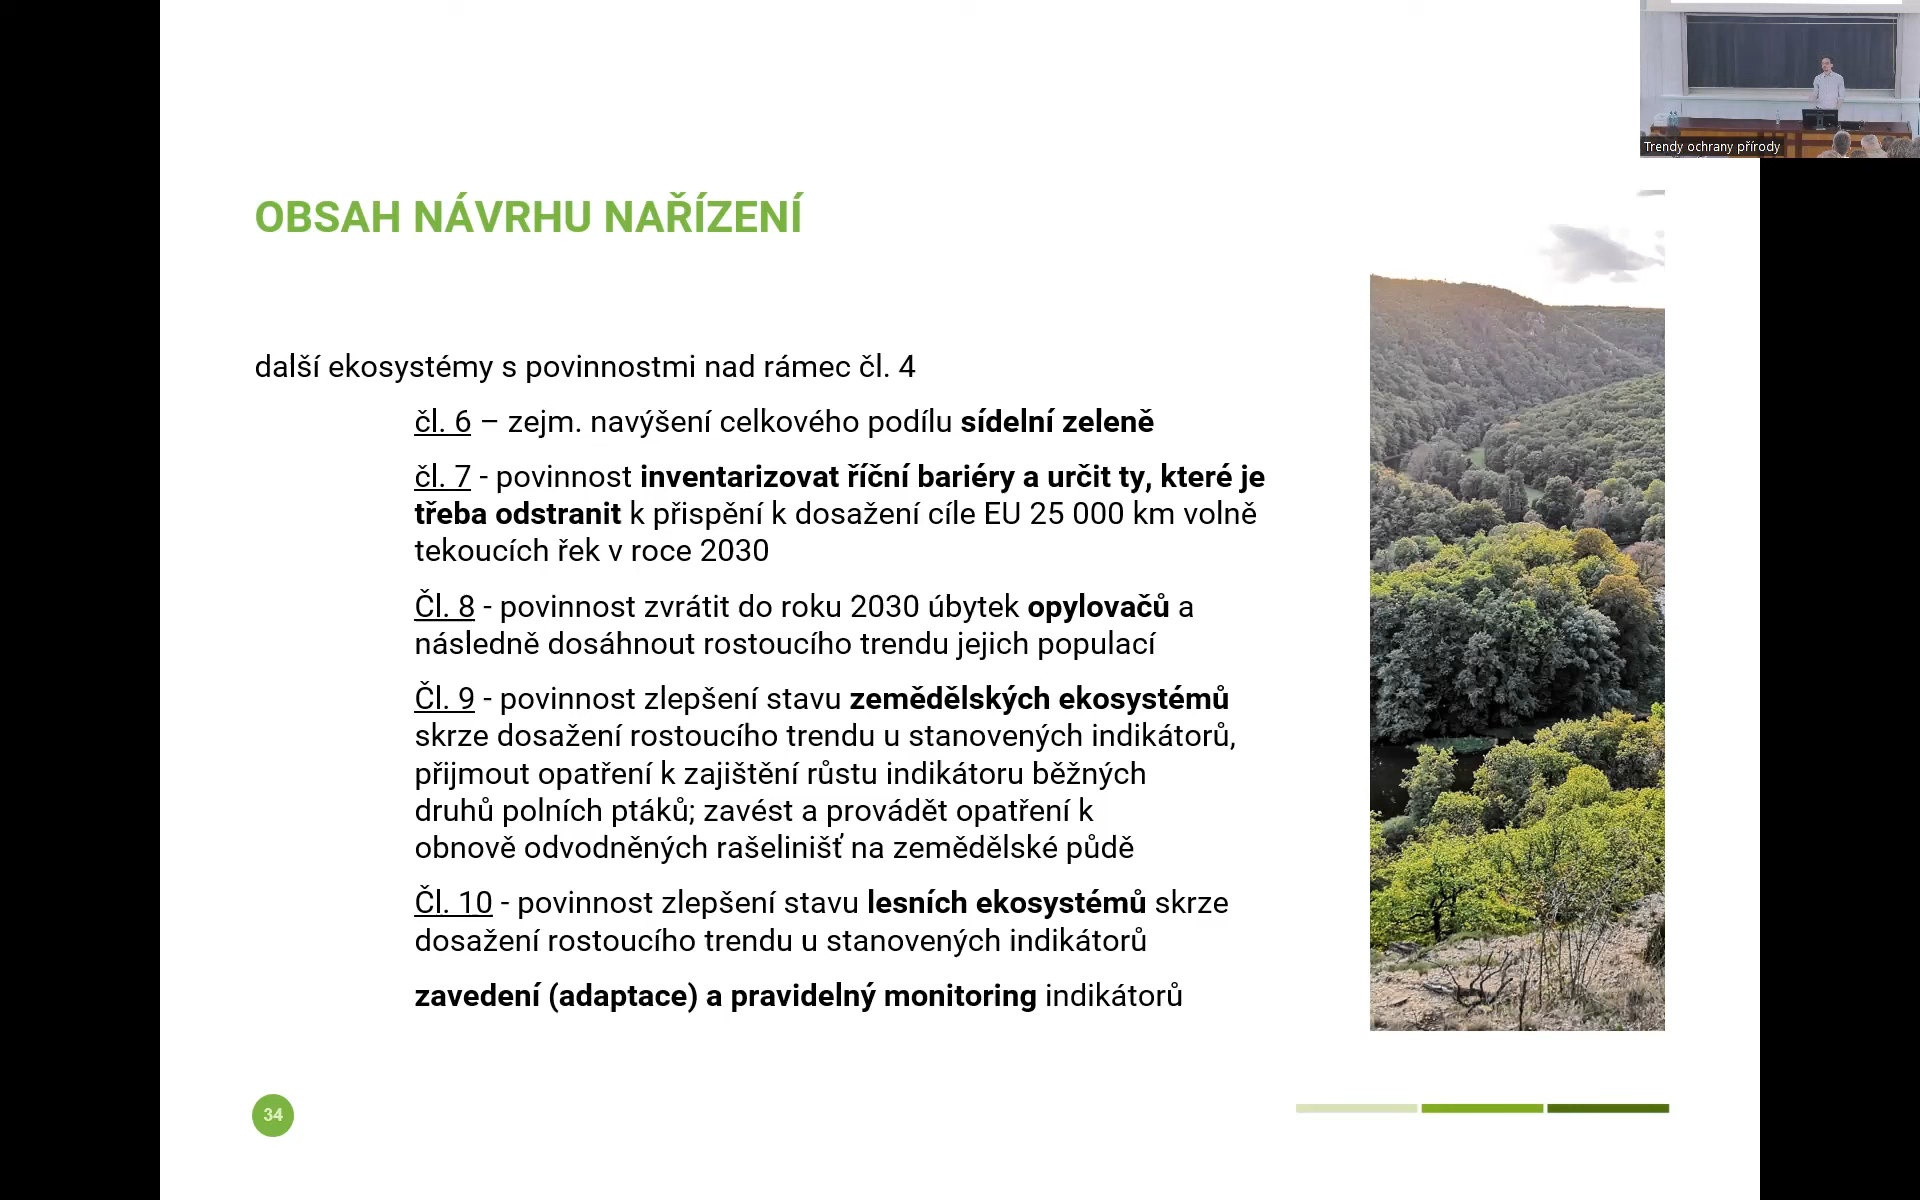 Trendy ochrany přírody
OBSAH NÁVRHU NAŘÍZENÍ
další ekosystémy s povinnostmi nad rámec čl. 4
čl. 6 – zejm. navýšení celkového podílu sídelní zeleně
čl. 7 - povinnost inventarizovat říční bariéry a určit ty, které je
třeba odstranit k přispění k dosažení cíle EU 25 000 km volně
tekoucích řek v roce 2030
Čl. 8 - povinnost zvrátit do roku 2030 úbytek opylovačů a
následně dosáhnout rostoucího trendu jejich populací
Čl. 9 - povinnost zlepšení stavu zemědělských ekosystémů
skrze dosažení rostoucího trendu u stanovených indikátorů,
přijmout opatření k zajištění růstu indikátoru běžných
druhů polních ptáků; zavést a provádět opatření k
obnově odvodněných rašelinišť na zemědělské půdě
Čl. 10 - povinnost zlepšení stavu lesních ekosystémů skrze
dosažení rostoucího trendu u stanovených indikátorů
zavedení (adaptace) a pravidelný monitoring indikátorů
34